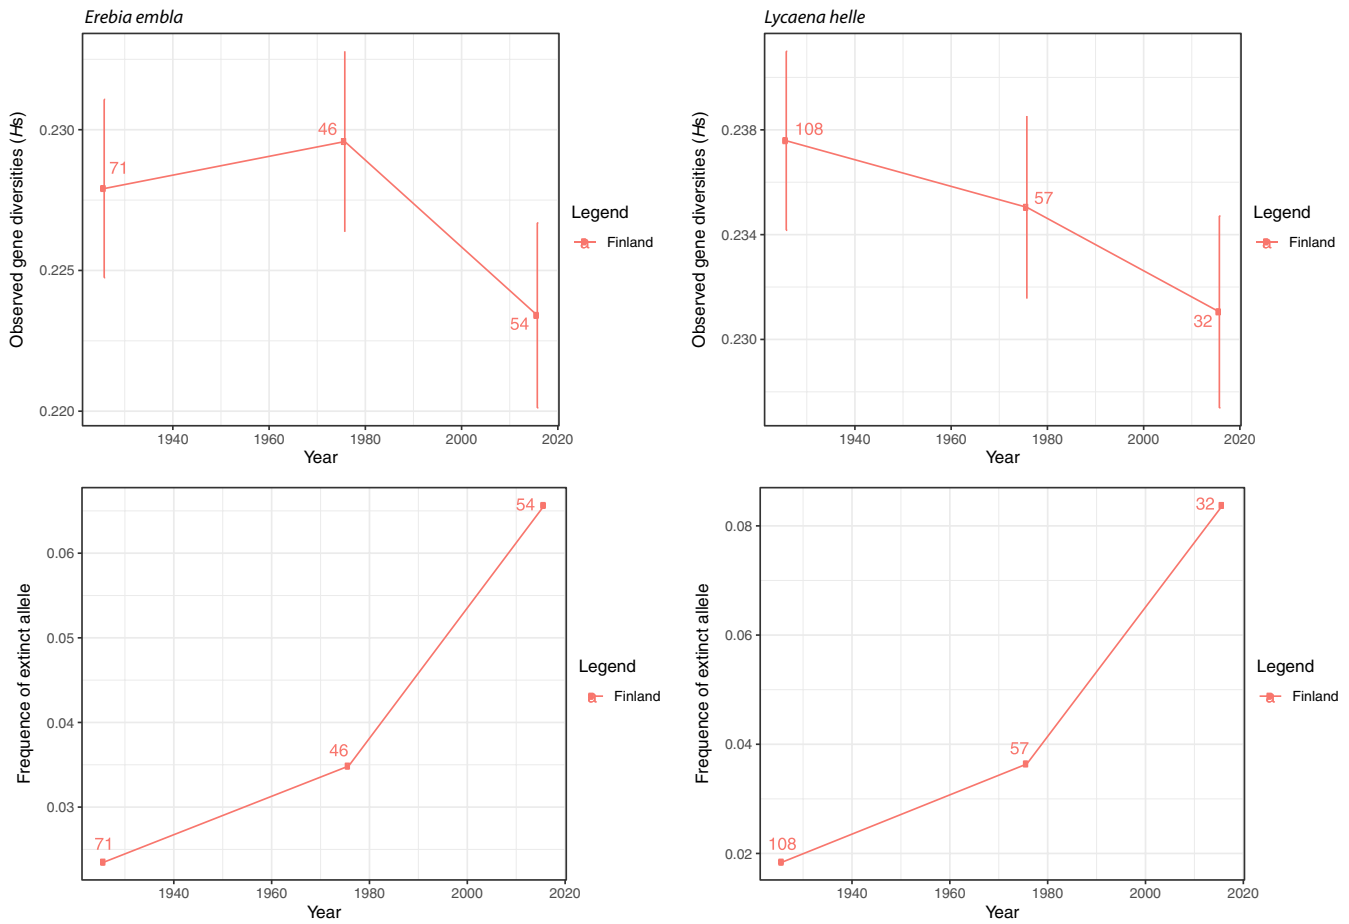 Erebia embla
Observed gene diversities (Hs)
0.230
0.225
0.220
71
46
54
1940
1960
1980
2000
2020
Year
Legend
a Finland
Lycaena helle
Observed gene diversities (Hs)
0.238
0.234
0.230
108
57
32
1940
1960
1980
2000
2020
Year
Legend
a Finland
Frequence of extinct allele
0.06
0.05
0.04
0.03
71
46
54
1940
1960
1980
2000
2020
Year
Legend
a Finland
Frequence of extinct allele
0.08
0.06
0.04
0.02
108
57
32
1940
1960
1980
2000
2020
Year
Legend
a Finland